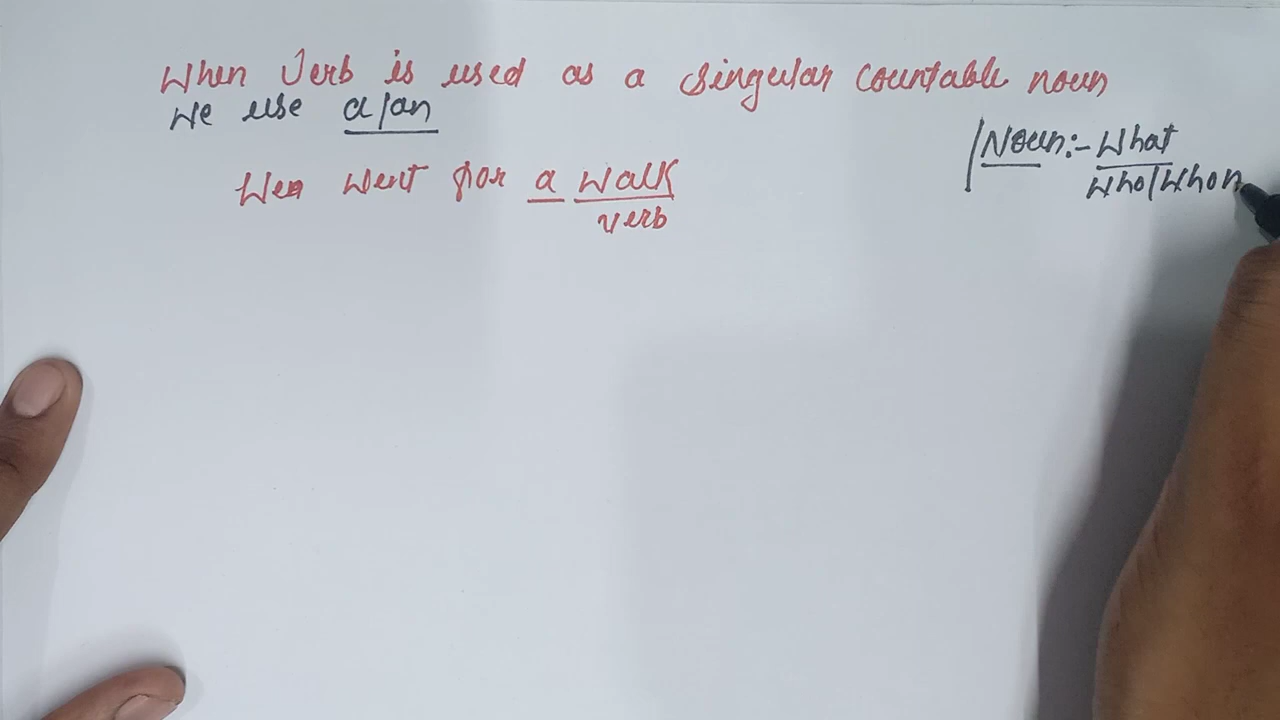 When Verb is used as a singular countable noun
We use a/an
We went for a walk
verb
Noun:- What
Who/Whon